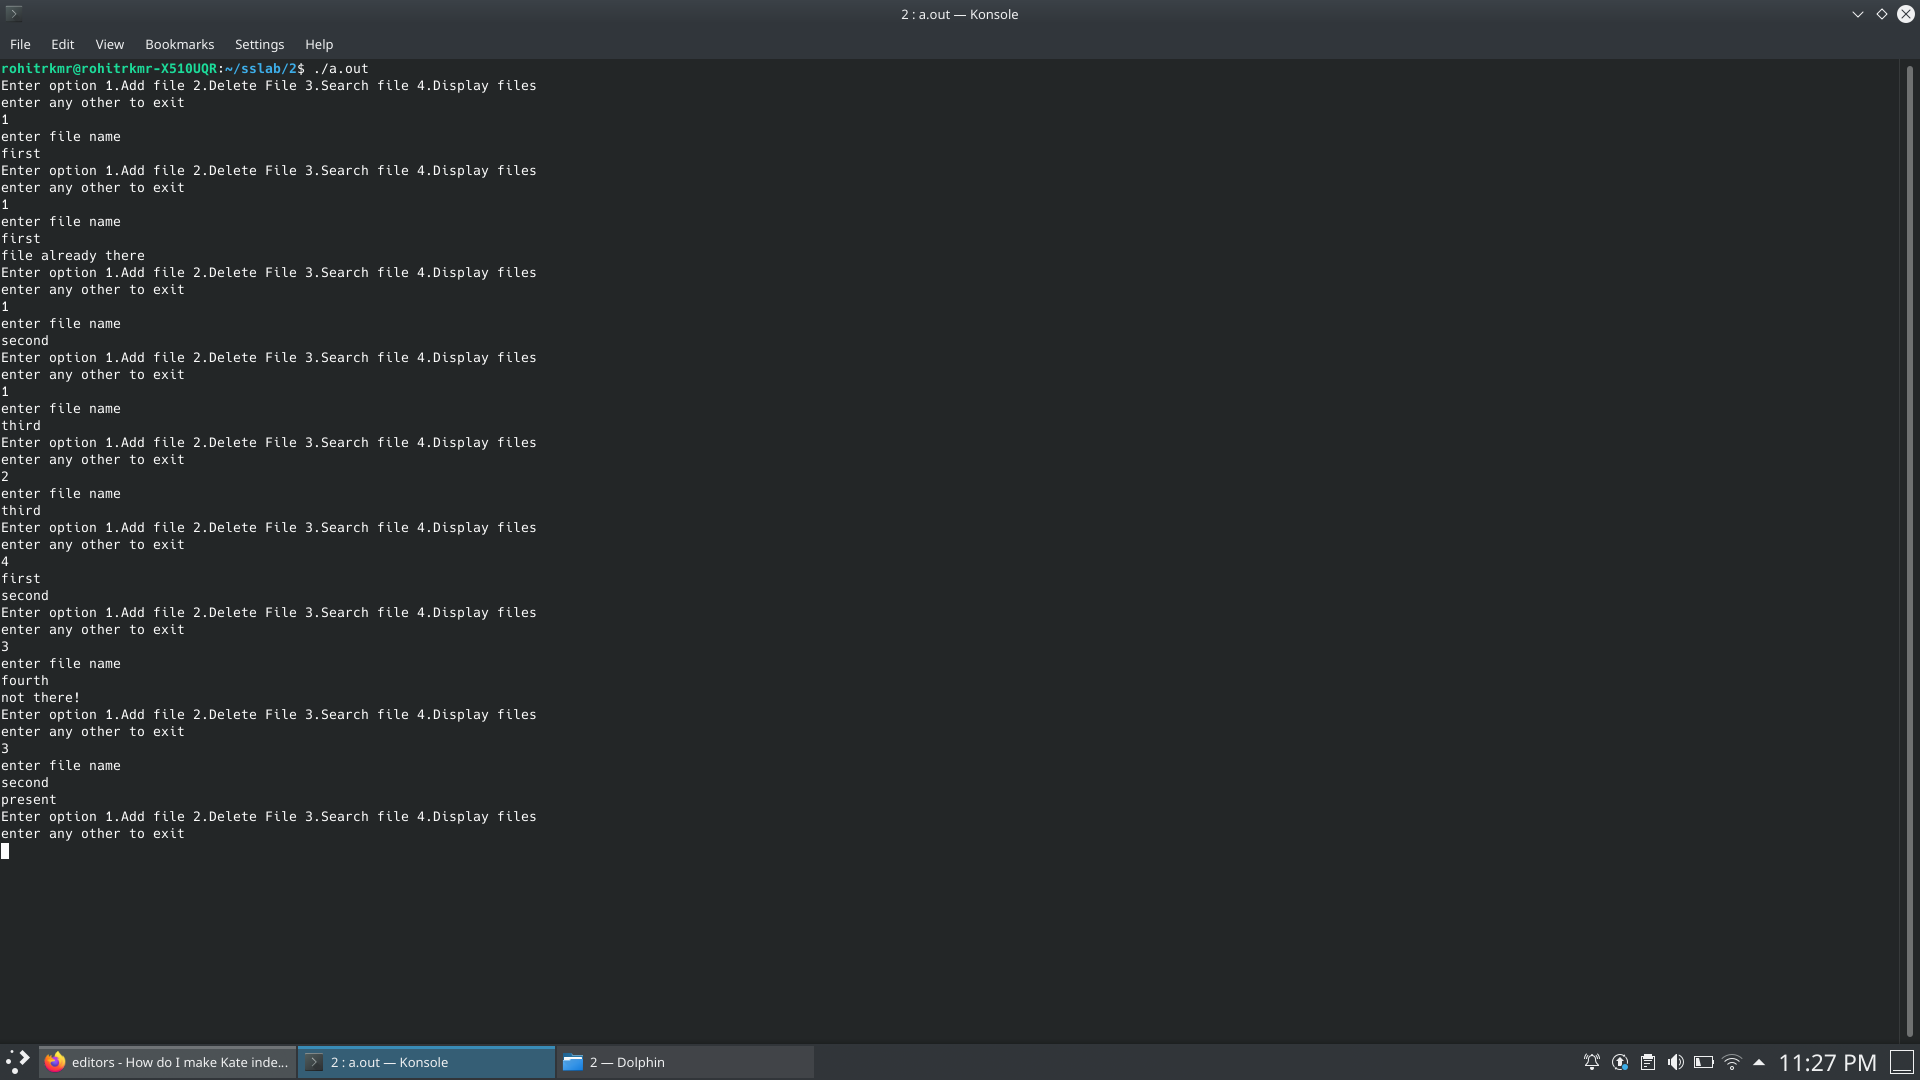 2 : a.out — Konsole
File Edit View Bookmarks Settings Help
rohitrkmr@rohitrkmr-X510UQR:~/sslab/2$ ./a.out
Enter option 1.Add file 2.Delete File 3.Search file 4.Display files
enter any other to exit
1
enter file name
first
Enter option 1.Add file 2.Delete File 3.Search file 4.Display files
enter any other to exit
1
enter file name
first
file already there
Enter option 1.Add file 2.Delete File 3.Search file 4.Display files
enter any other to exit
1
enter file name
second
Enter option 1.Add file 2.Delete File 3.Search file 4.Display files
enter any other to exit
1
enter file name
third
Enter option 1.Add file 2.Delete File 3.Search file 4.Display files
enter any other to exit
2
enter file name
third
Enter option 1.Add file 2.Delete File 3.Search file 4.Display files
enter any other to exit
4
first
second
Enter option 1.Add file 2.Delete File 3.Search file 4.Display files
enter any other to exit
3
enter file name
fourth
not there!
Enter option 1.Add file 2.Delete File 3.Search file 4.Display files
enter any other to exit
3
enter file name
second
present
Enter option 1.Add file 2.Delete File 3.Search file 4.Display files
enter any other to exit
editors - How do I make Kate inde... 2 : a.out — Konsole 2 — Dolphin 11:27 PM